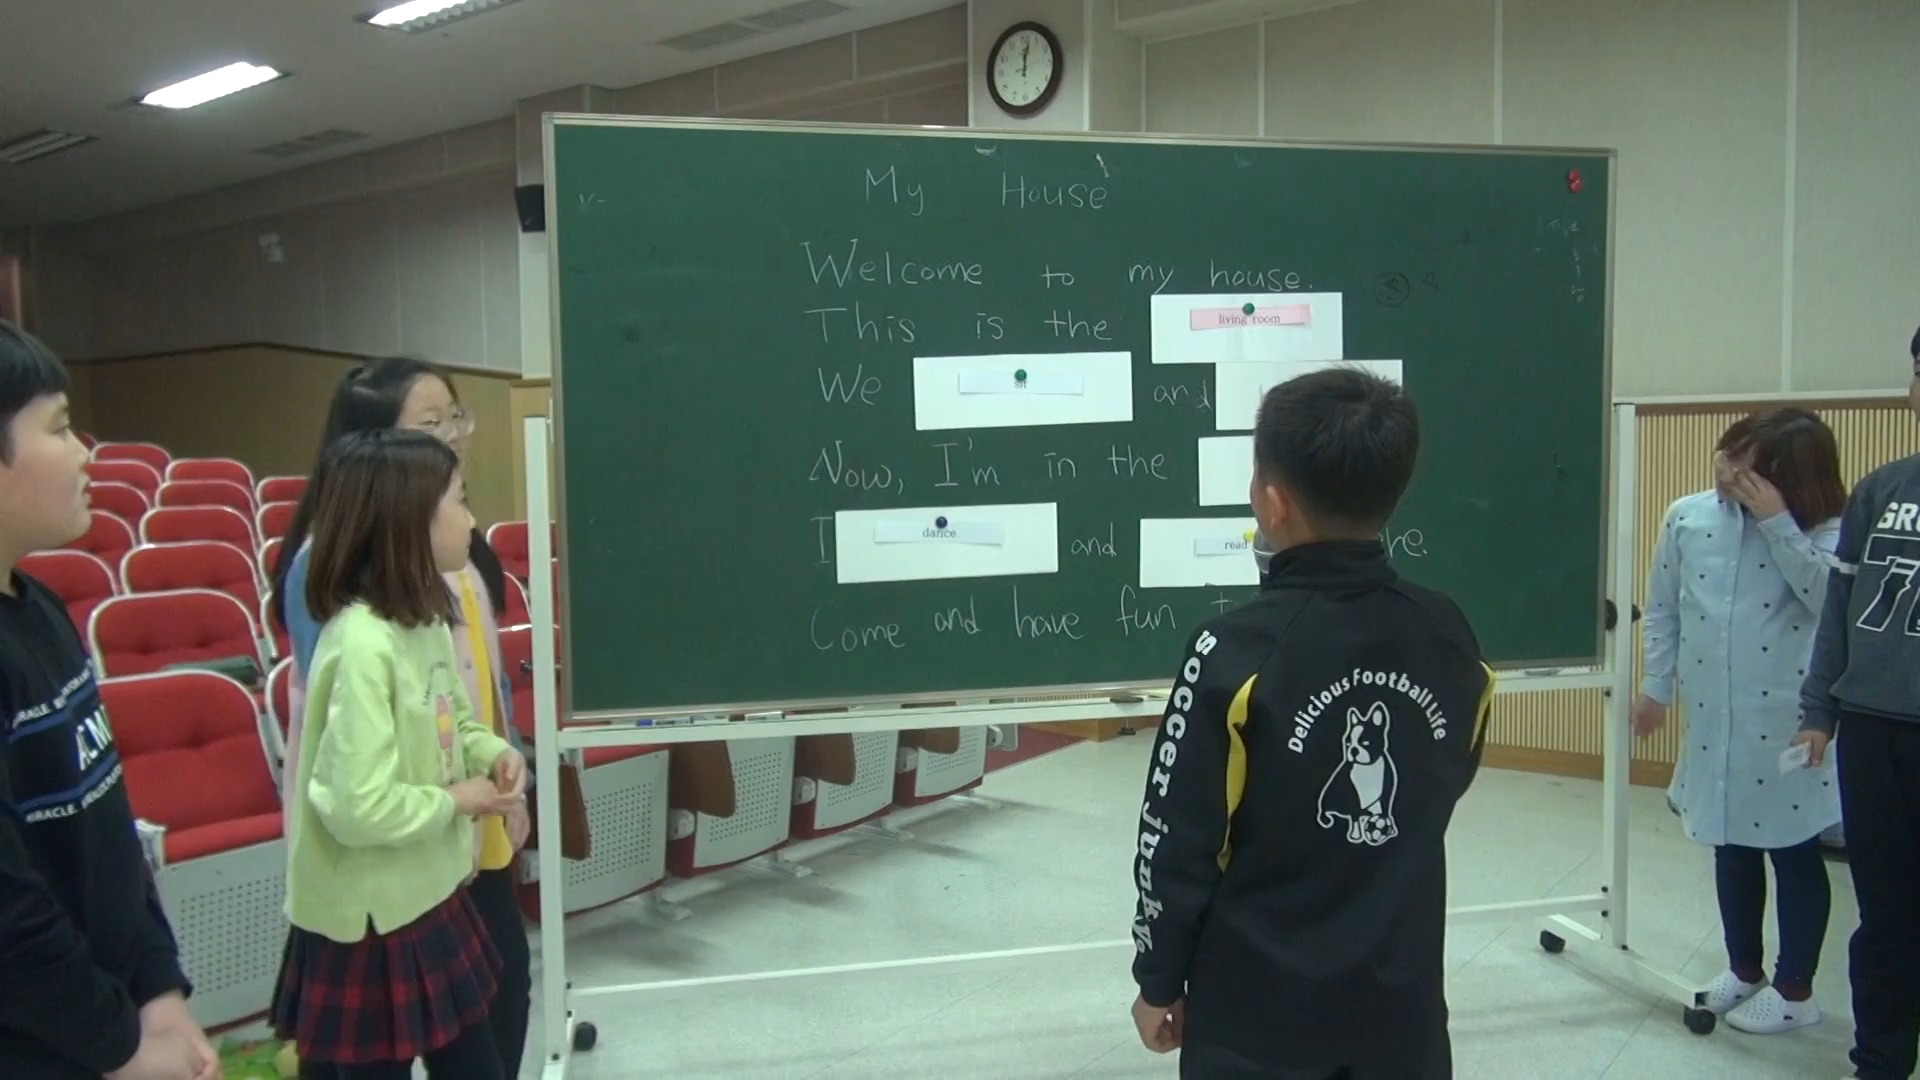 My House
Welcome to my house.
This is the living room
We sit and
Now, I'm in the
I dance and read
Come and have fun
soccer junky
Delicious Football Life